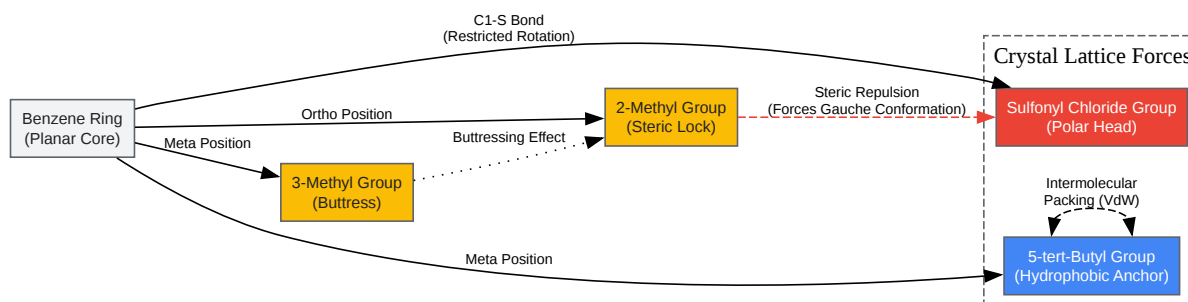 C1-S Bond
(Restricted Rotation)
Crystal Lattice Forces
Benzene Ring
(Planar Core)
Ortho Position
2-Methyl Group
(Steric Lock)
Steric Repulsion
(Forces Gauche Conformation)
Sulfonyl Chloride Group
(Polar Head)
Meta Position
Buttressing Effect
3-Methyl Group
(Buttress)
Intermolecular
Packing (VdW)
Meta Position
5-tert-Butyl Group
(Hydrophobic Anchor)